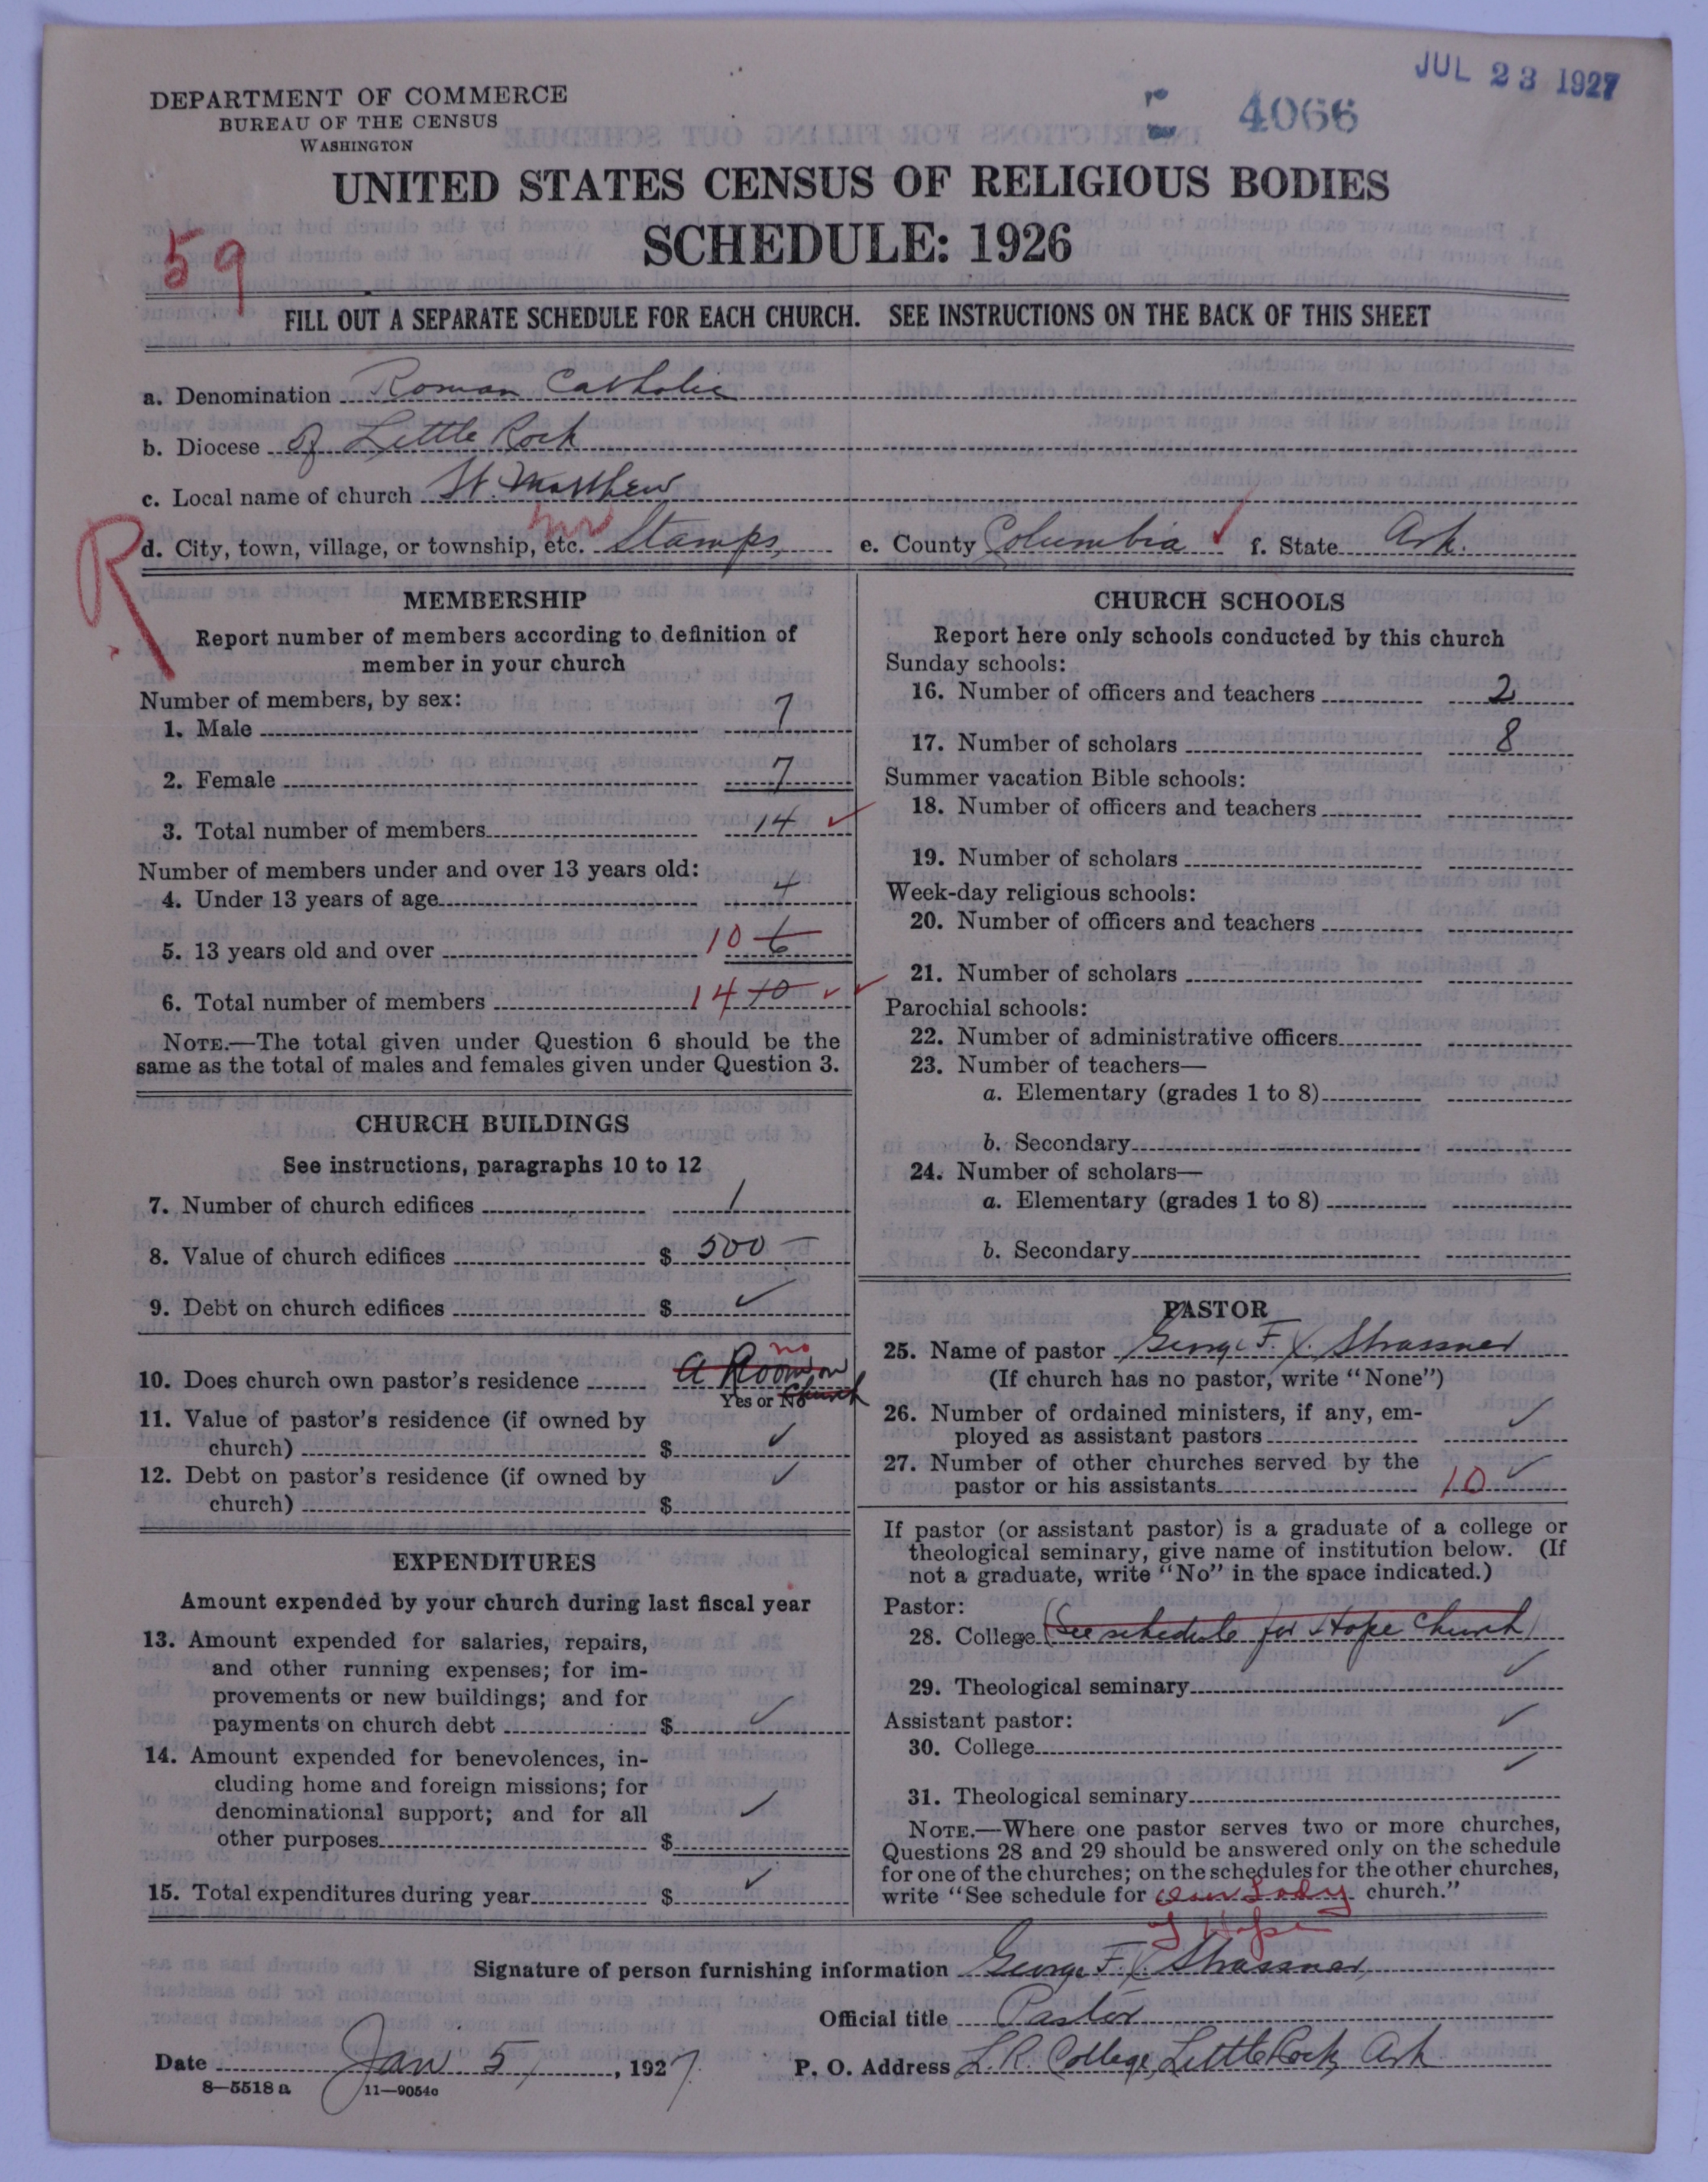 JUL 23 1927
4066
DEPARTMENT OF COMMERCE
BUREAU OF THE CENSUS
WASHINGTON
UNITED STATES CENSUS OF RELIGIOUS BODIES
SCHEDULE: 1926
59
FILL OUT A SEPARATE SCHEDULE FOR EACH CHURCH. SEE INSTRUCTIONS ON THE BACK OF THIS SHEET
a. Denomination Roman Catholic
b. Diocese of Little Rock
c. Local name of church St. Matthew
R
d. City, town, village, or township, etc. Stamps e. County Columbia ✓ f. State Ark.
MEMBERSHIP
Report number of members according to definition of
member in your church
Number of members, by sex:
1. Male 7
2. Female 7
3. Total number of members 14 ✓
Number of members under and over 13 years old:
4. Under 13 years of age 4
5. 13 years old and over 10 6
6. Total number of members 14 10 ✓ ✓
NOTE.—The total given under Question 6 should be the
same as the total of males and females given under Question 3.
CHURCH BUILDINGS
See instructions, paragraphs 10 to 12
7. Number of church edifices 1
8. Value of church edifices $ 500 —
9. Debt on church edifices $ ✓
no
10. Does church own pastor's residence a Room in
Yes or No Church
11. Value of pastor's residence (if owned by
church) $ ✓
12. Debt on pastor's residence (if owned by
church) $ ✓
EXPENDITURES
Amount expended by your church during last fiscal year
13. Amount expended for salaries, repairs,
and other running expenses; for im-
provements or new buildings; and for
payments on church debt $ ✓
14. Amount expended for benevolences, in-
cluding home and foreign missions; for
denominational support; and for all
other purposes $ ✓
15. Total expenditures during year $ ✓
CHURCH SCHOOLS
Report here only schools conducted by this church
Sunday schools:
16. Number of officers and teachers 2
17. Number of scholars 8
Summer vacation Bible schools:
18. Number of officers and teachers
19. Number of scholars
Week-day religious schools:
20. Number of officers and teachers
21. Number of scholars
Parochial schools:
22. Number of administrative officers
23. Number of teachers—
a. Elementary (grades 1 to 8)
b. Secondary
24. Number of scholars—
a. Elementary (grades 1 to 8)
b. Secondary
PASTOR
25. Name of pastor George F. X. Strassner
(If church has no pastor, write "None")
26. Number of ordained ministers, if any, em-
ployed as assistant pastors ✓
27. Number of other churches served by the
pastor or his assistants 10 ✓
If pastor (or assistant pastor) is a graduate of a college or
theological seminary, give name of institution below. (If
not a graduate, write "No" in the space indicated.)
Pastor:
28. College (See schedule for Hope Church)
29. Theological seminary ✓
Assistant pastor:
30. College ✓
31. Theological seminary ✓
NOTE.—Where one pastor serves two or more churches,
Questions 28 and 29 should be answered only on the schedule
for one of the churches; on the schedules for the other churches,
write "See schedule for Our Lady church."
of Hope
Signature of person furnishing information George F. X. Strassner
Official title Pastor
Date Jan 5, 1927 P. O. Address L. R. College, Little Rock, Ark
8—5518 a 11—9054c